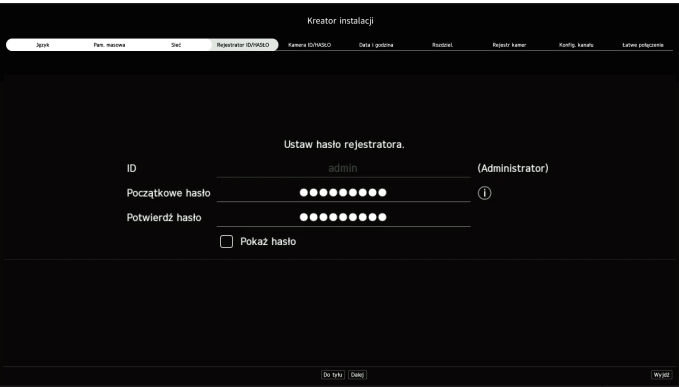 Kreator instalacji
Język Pam. masowa Sieć Rejestrator ID/HASŁO Kamera ID/HASŁO Data i godzina Rozdziel. Rejestr kamer Konfig. kanału Łatwe połączenie
Ustaw hasło rejestratora.
ID admin (Administrator)
Początkowe hasło ●●●●●●●●● i
Potwierdź hasło ●●●●●●●●●
Pokaż hasło
Do tyłu Dalej Wyjdź